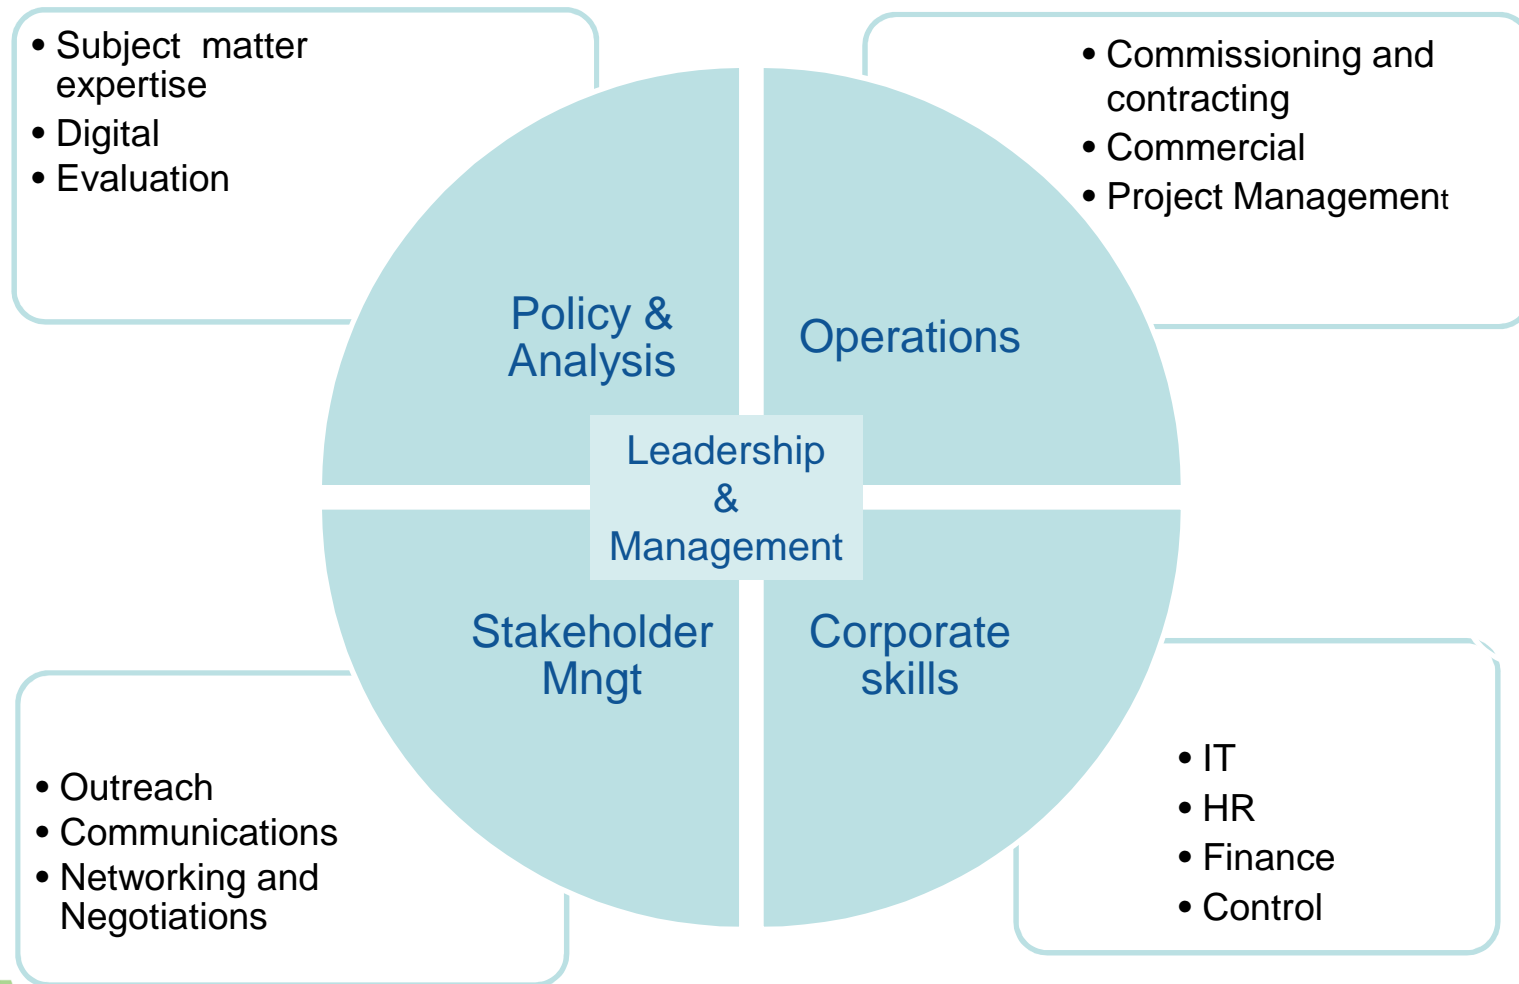 • Subject  matter
expertise
• Digital
• Evaluation
• Commissioning and
contracting
• Commercial
• Project Management
Policy &
Analysis
Operations
Leadership
&
Management
Stakeholder
Mngt
Corporate
skills
• Outreach
• Communications
• Networking and
Negotiations
• IT
• HR
• Finance
• Control